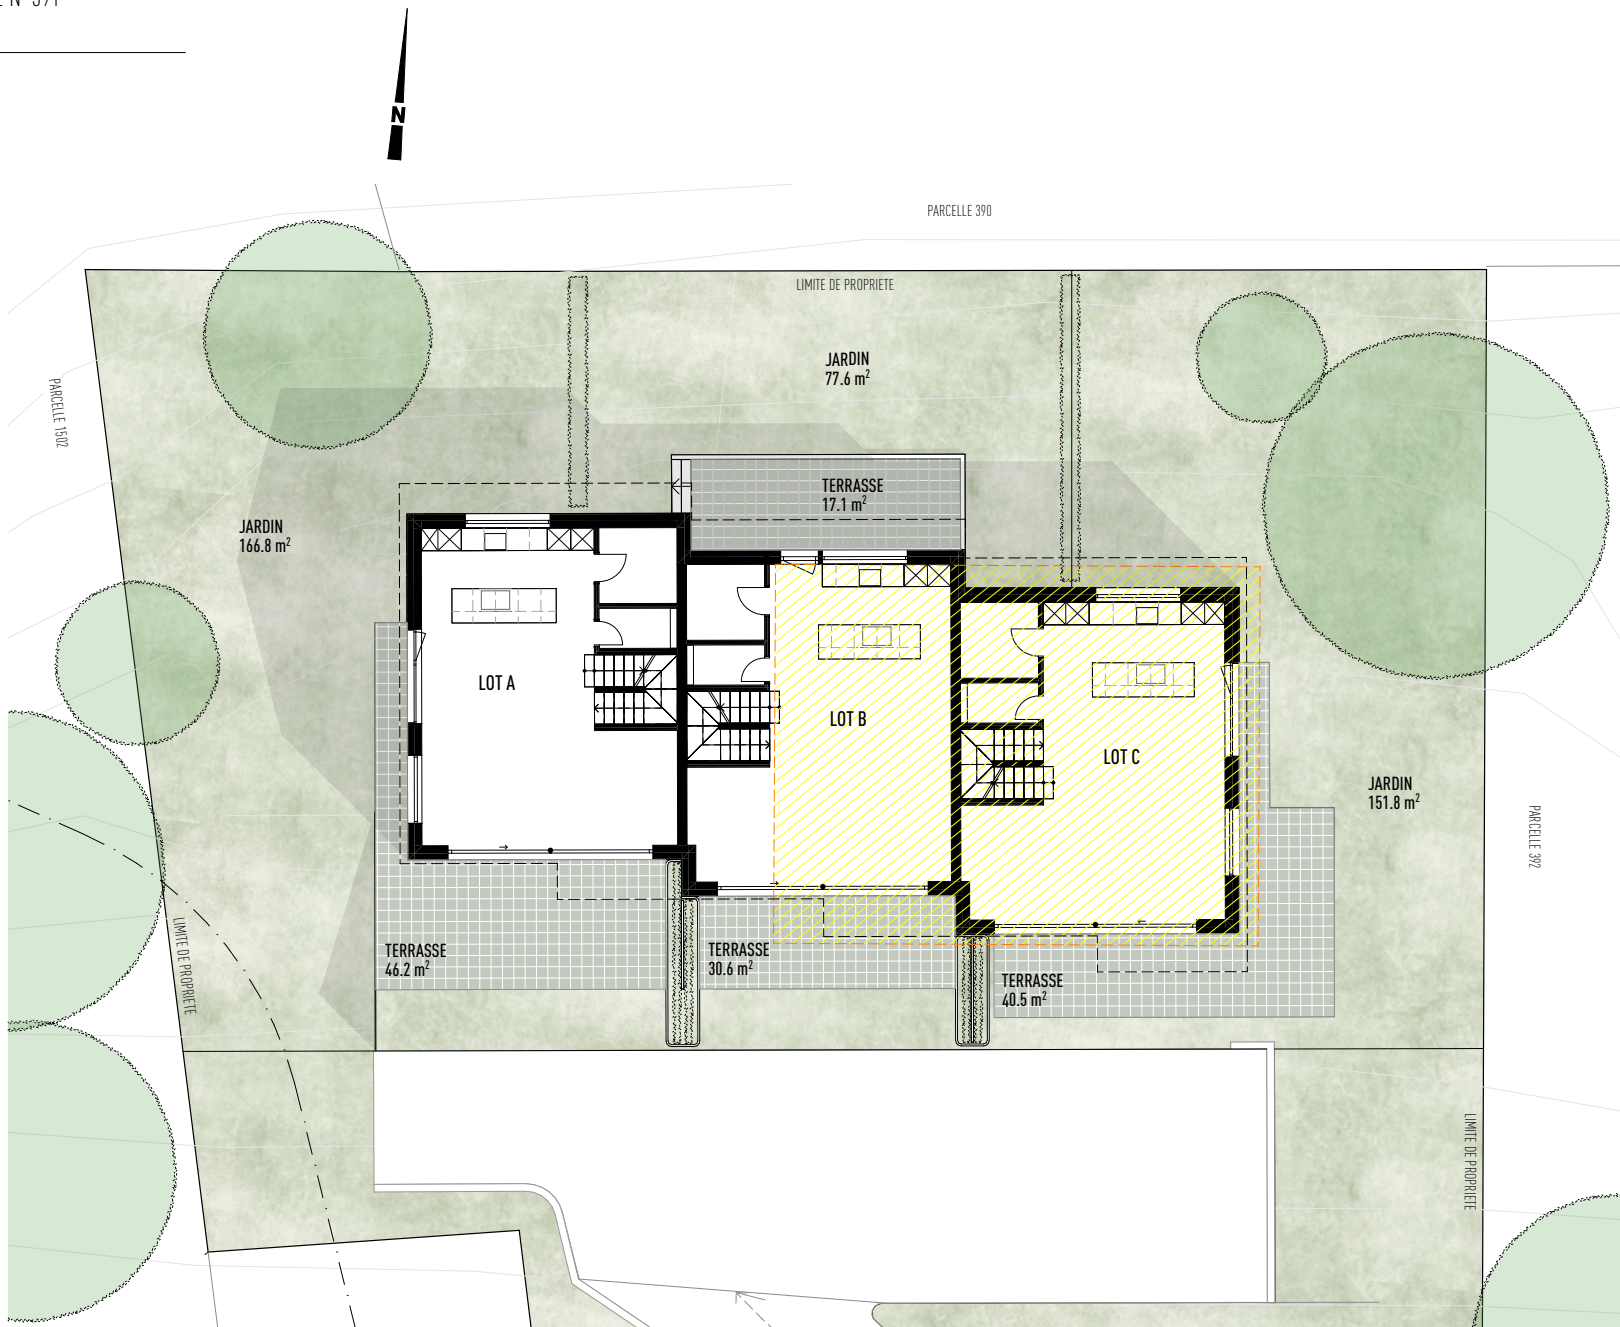 N° 391
N
PARCELLE 390
LIMITE DE PROPRIETE
JARDIN
77.6 m²
PARCELLE 1502
TERRASSE
17.1 m²
JARDIN
166.8 m²
LOT A
LOT B
LOT C
JARDIN
151.8 m²
PARCELLE 392
LIMITE DE PROPRIETE
TERRASSE
46.2 m²
TERRASSE
30.6 m²
TERRASSE
40.5 m²
LIMITE DE PROPRIETE